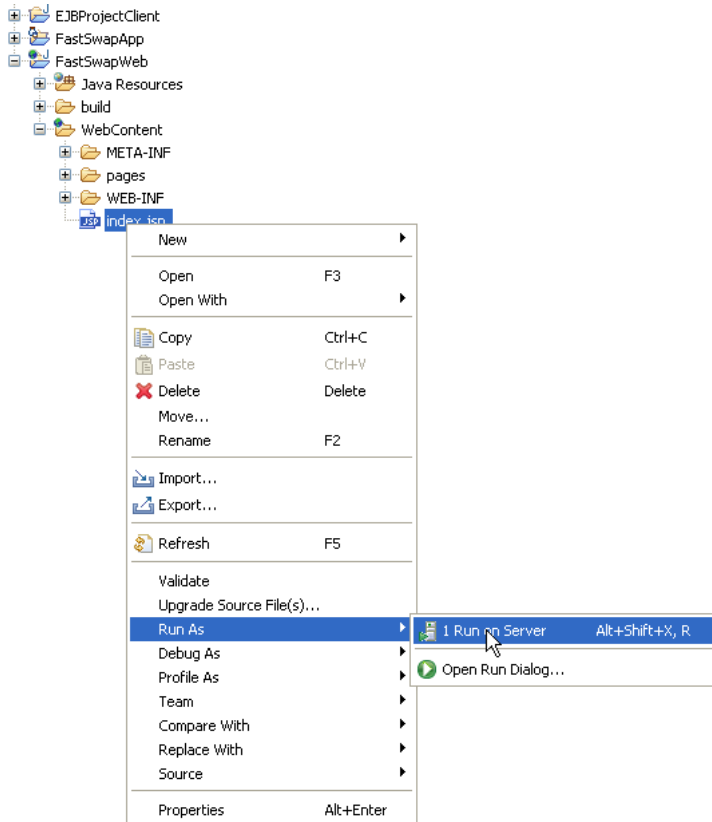 EJBProjectClient
FastSwapApp
FastSwapWeb
Java Resources
build
WebContent
META-INF
pages
WEB-INF
JSP index.jsp
New
Open F3
Open With
Copy Ctrl+C
Paste Ctrl+V
Delete Delete
Move...
Rename F2
Import...
Export...
Refresh F5
Validate
Upgrade Source File(s)...
Run As
1 Run on Server Alt+Shift+X, R
Debug As
Open Run Dialog...
Profile As
Team
Compare With
Replace With
Source
Properties Alt+Enter